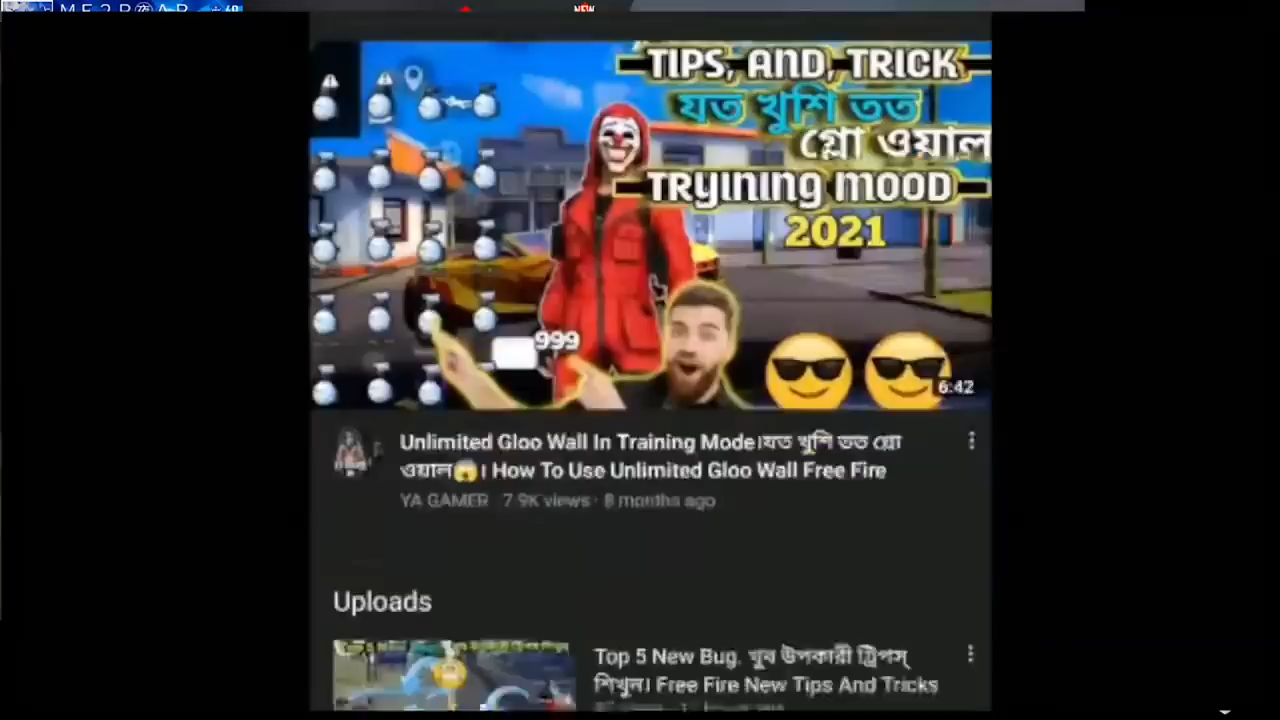 NEW
TIPS, AND, TRICK
যত খুশি তত
গ্লো ওয়াল
TRYINING MOOD
2021
999
6:42
Unlimited Gloo Wall In Training Mode।যত খুশি তত গ্লো
ওয়াল😱। How To Use Unlimited Gloo Wall Free Fire
YA GAMER · 7.9K views · 8 months ago
Uploads
Top 5 New Bug. খুব উপকারী ট্রিপস্
শিখুন। Free Fire New Tips And Tricks